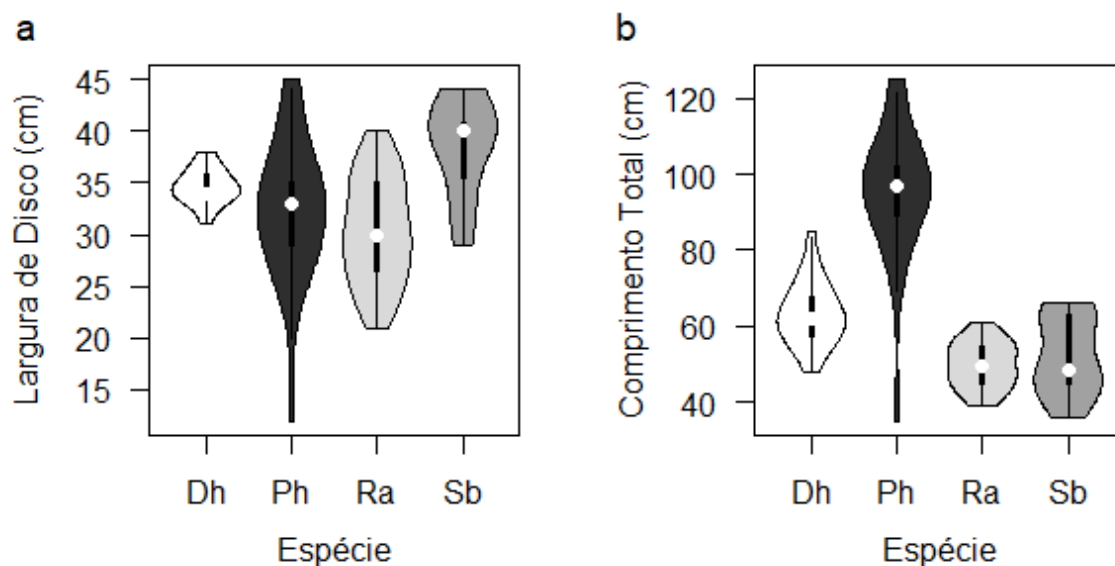 a
Largura de Disco (cm)
45
40
35
30
25
20
15
Dh Ph Ra Sb
Espécie
b
Comprimento Total (cm)
120
100
80
60
40
Dh Ph Ra Sb
Espécie